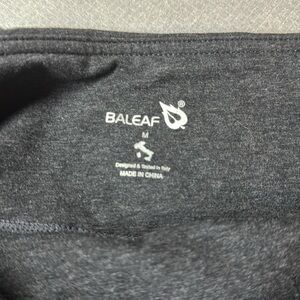 BALEAF®
M
Designed & Tested in Italy
MADE IN CHINA